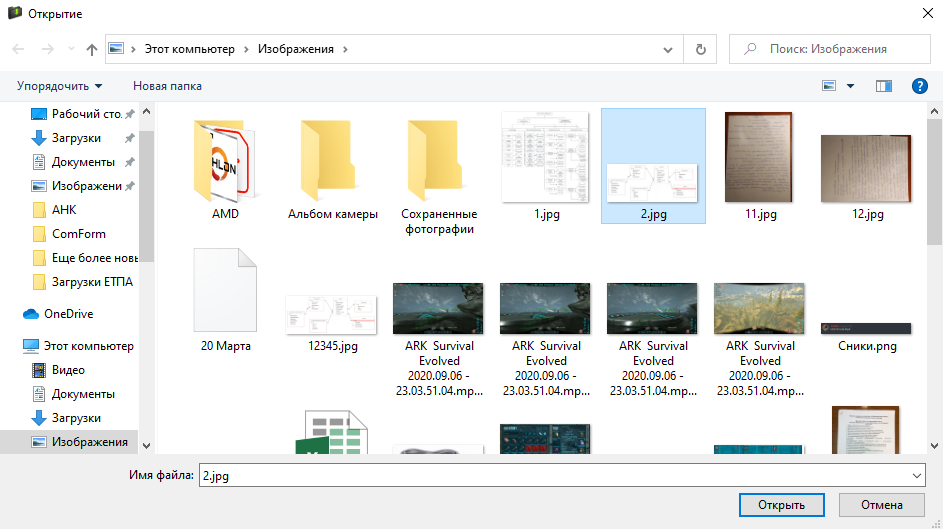 Открытие
Этот компьютер
Изображения
Поиск: Изображения
Упорядочить
Новая папка
Рабочий сто.
Загрузки
Документы
Изображени
АНК
ComForm
Еще более новы
Загрузки ЕТПА
OneDrive
Этот компьютер
Видео
Документы
Загрузки
Изображения
AMD
Альбом камеры
Сохраненные
фотографии
1.jpg
2.jpg
11.jpg
12.jpg
20 Марта
12345.jpg
ARK Survival
Evolved
2020.09.06 -
23.03.51.04.mp...
ARK Survival
Evolved
2020.09.06 -
23.03.51.04.mp...
ARK Survival
Evolved
2020.09.06 -
23.03.51.04.mp...
ARK Survival
Evolved
2020.09.06 -
23.03.51.04.mp...
Сники.png
Имя файла:
2.jpg
Открыть
Отмена